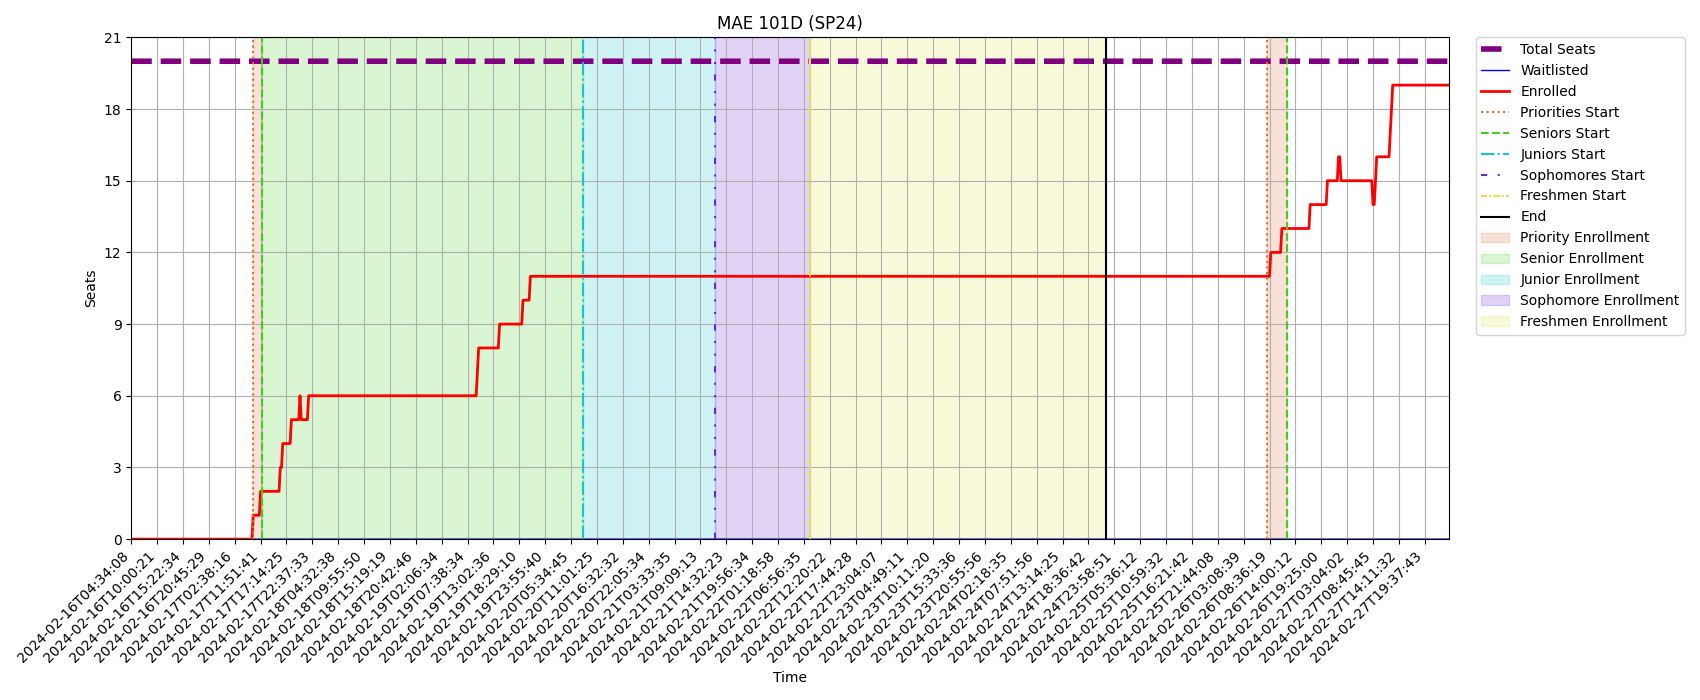 MAE 101D (SP24)
21
18
15
12
9
6
3
0
Seats
2024-02-16T04:34:08
2024-02-16T10:00:21
2024-02-16T15:22:34
2024-02-16T20:45:29
2024-02-17T02:38:16
2024-02-17T11:51:41
2024-02-17T17:14:25
2024-02-17T22:37:33
2024-02-18T04:32:38
2024-02-18T09:55:50
2024-02-18T15:19:19
2024-02-18T20:42:46
2024-02-19T02:06:34
2024-02-19T07:38:34
2024-02-19T13:02:36
2024-02-19T18:29:10
2024-02-19T23:55:40
2024-02-20T05:34:45
2024-02-20T11:01:25
2024-02-20T16:32:32
2024-02-20T22:05:34
2024-02-21T03:33:35
2024-02-21T09:09:13
2024-02-21T14:32:23
2024-02-21T19:56:34
2024-02-22T01:18:58
2024-02-22T06:56:35
2024-02-22T12:20:22
2024-02-22T17:44:28
2024-02-22T23:04:07
2024-02-23T04:49:11
2024-02-23T10:11:20
2024-02-23T15:33:36
2024-02-23T20:55:56
2024-02-24T02:18:35
2024-02-24T07:51:56
2024-02-24T13:14:25
2024-02-24T18:36:42
2024-02-24T23:58:51
2024-02-25T05:36:12
2024-02-25T10:59:32
2024-02-25T16:21:42
2024-02-25T21:44:08
2024-02-26T03:08:39
2024-02-26T08:36:19
2024-02-26T14:00:12
2024-02-26T19:25:00
2024-02-27T03:04:02
2024-02-27T08:45:45
2024-02-27T14:11:32
2024-02-27T19:37:43
Time
Total Seats
Waitlisted
Enrolled
Priorities Start
Seniors Start
Juniors Start
Sophomores Start
Freshmen Start
End
Priority Enrollment
Senior Enrollment
Junior Enrollment
Sophomore Enrollment
Freshmen Enrollment